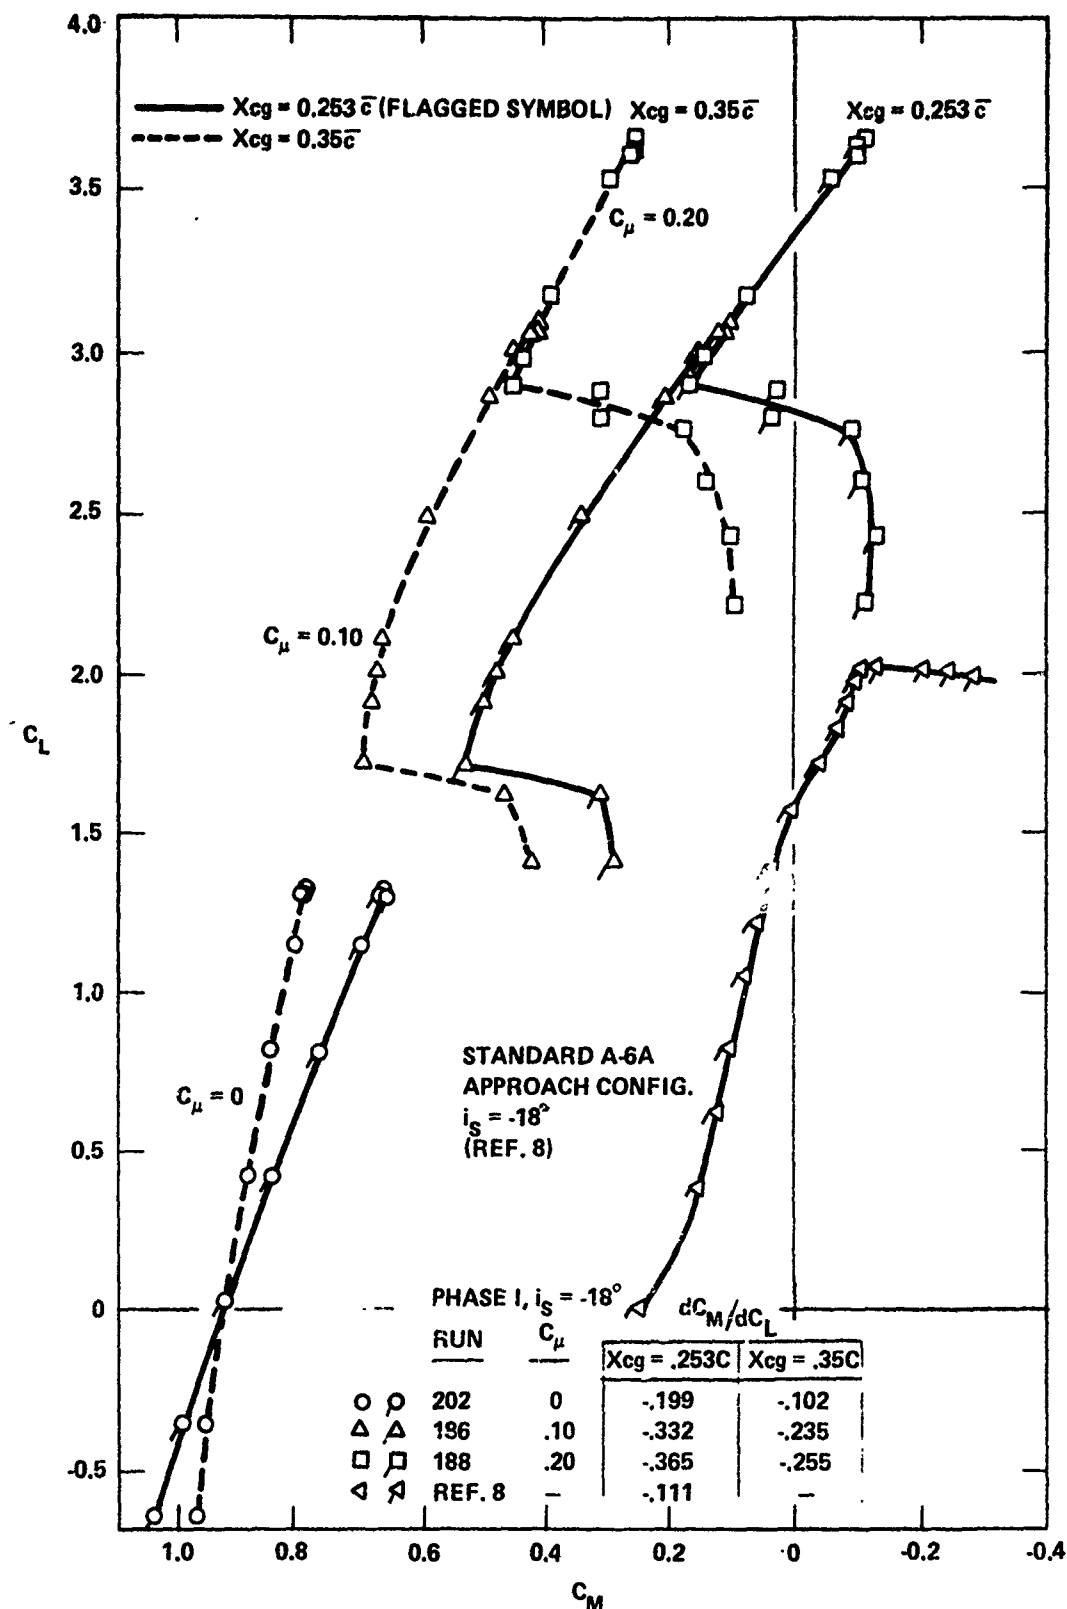 4.0
Xcg = 0.253 c̅ (FLAGGED SYMBOL) Xcg = 0.35 c̅ Xcg = 0.253 c̅
Xcg = 0.35c̅
3.5
Cμ = 0.20
3.0
2.5
Cμ = 0.10
2.0
CL
1.5
1.0
STANDARD A-6A
APPROACH CONFIG.
iS = -18°
(REF. 8)
Cμ = 0
0.5
0
PHASE I, iS = -18°
dCM/dCL
RUN Cμ Xcg = .253C Xcg = .35C
202 0 -.199 -.102
186 .10 -.332 -.235
188 .20 -.365 -.255
REF. 8 – -.111 –
-0.5
1.0 0.8 0.6 0.4 0.2 0 -0.2 -0.4
CM